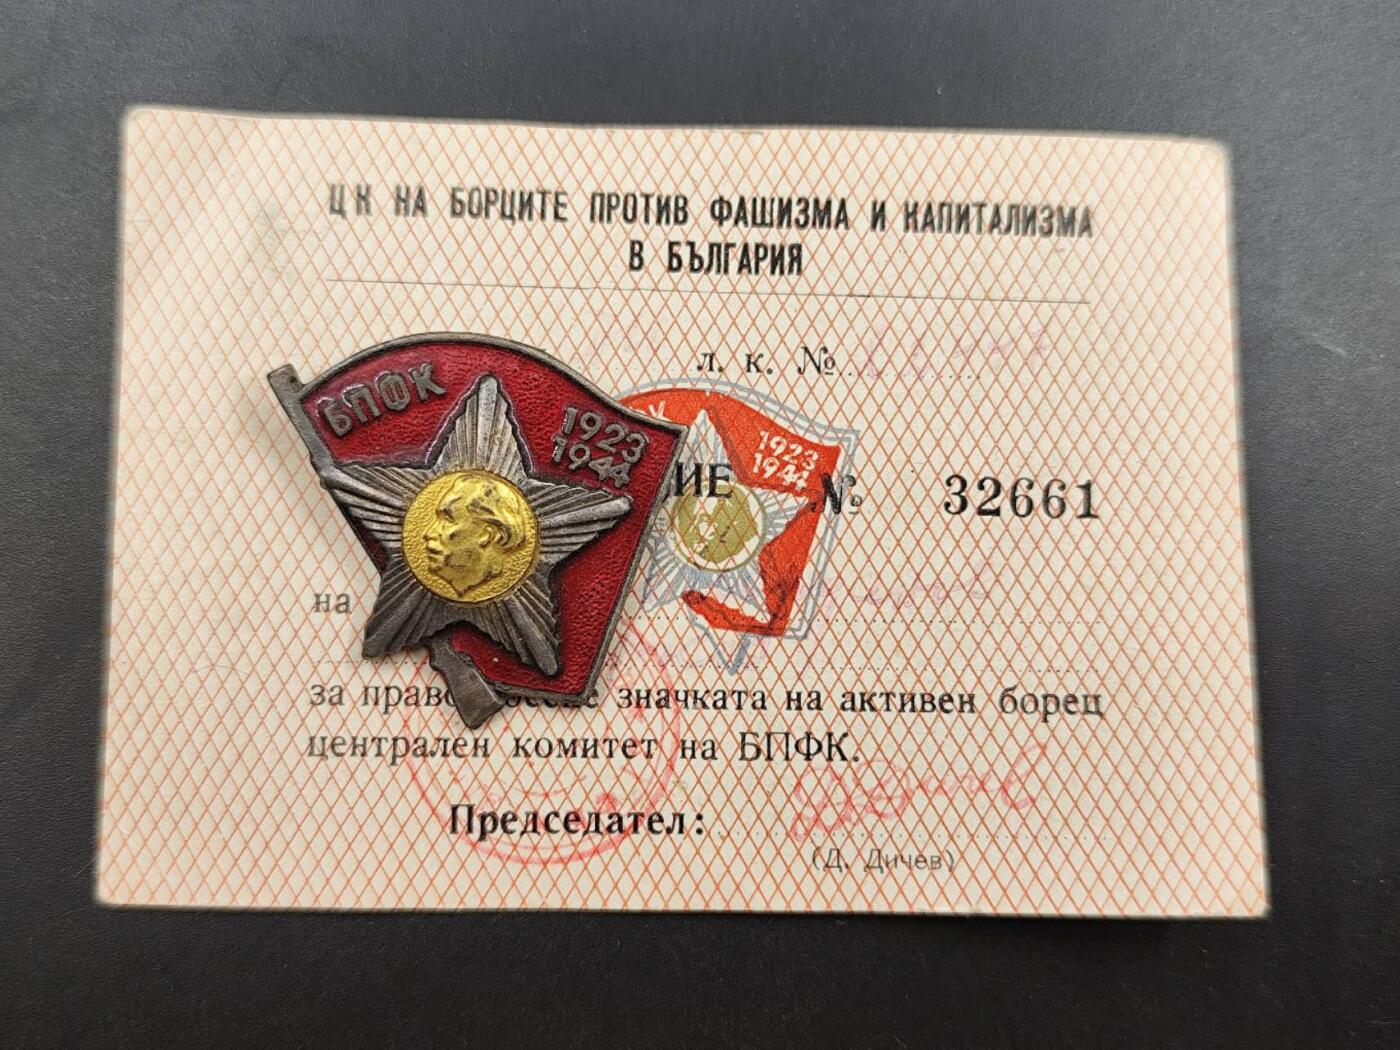 ЦК НА БОРЦИТЕ ПРОТИВ ФАШИЗМА И КАПИТАЛИЗМА
В БЪЛГАРИЯ
л. к. №
БПФК
1923
1944
1923
1944
ИЕ № 32661
на
за значката на активен борец
централен комитет на БПФК.
Председател:
(Д. Дичев)